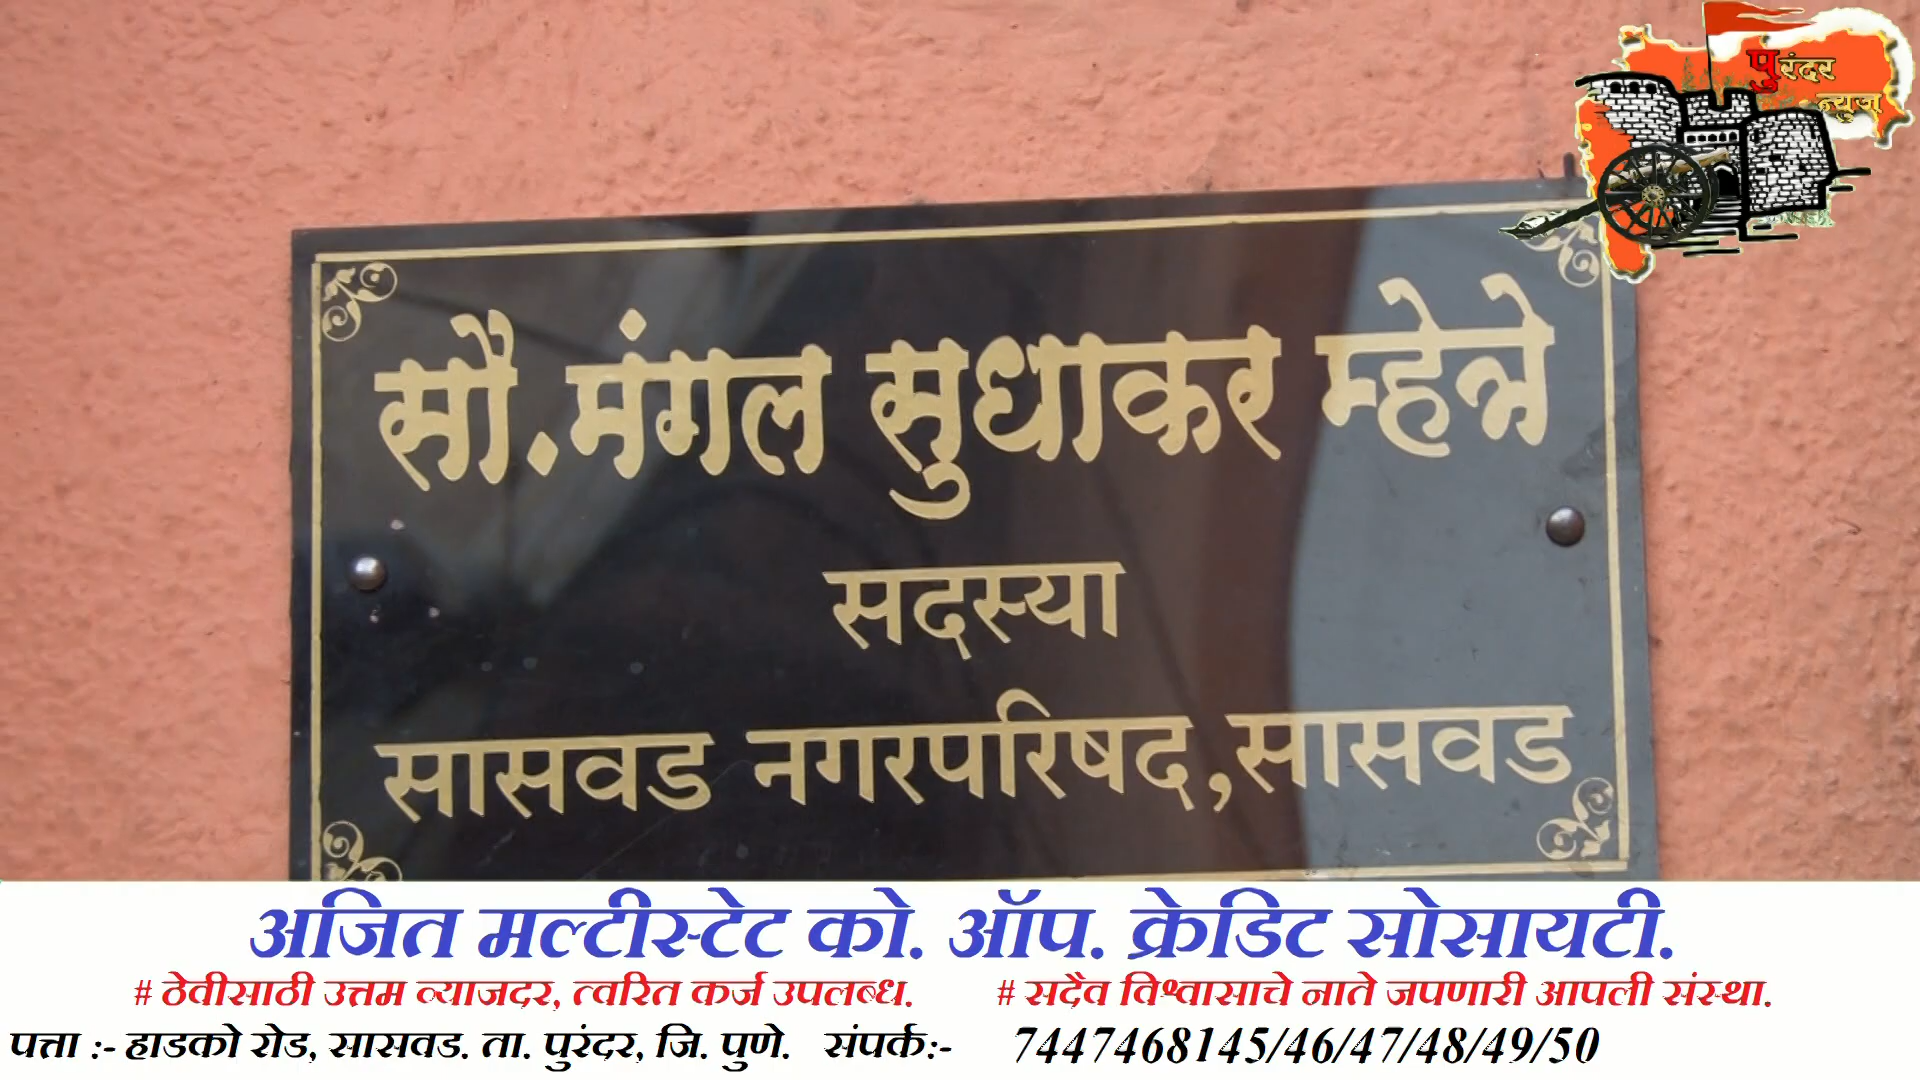 पुरंदर
न्युज
सौ.मंगल सुधाकर म्हेत्रे
सदस्या
सासवड नगरपरिषद,सासवड
अजित मल्टीस्टेट को. ऑप. क्रेडिट सोसायटी.
# ठेवीसाठी उत्तम व्याजदर, त्वरित कर्ज उपलब्ध. # सदैव विश्वासाचे नाते जपणारी आपली संस्था.
पत्ता :- हाडको रोड, सासवड. ता. पुरंदर, जि. पुणे. संपर्क:- 7447468145/46/47/48/49/50